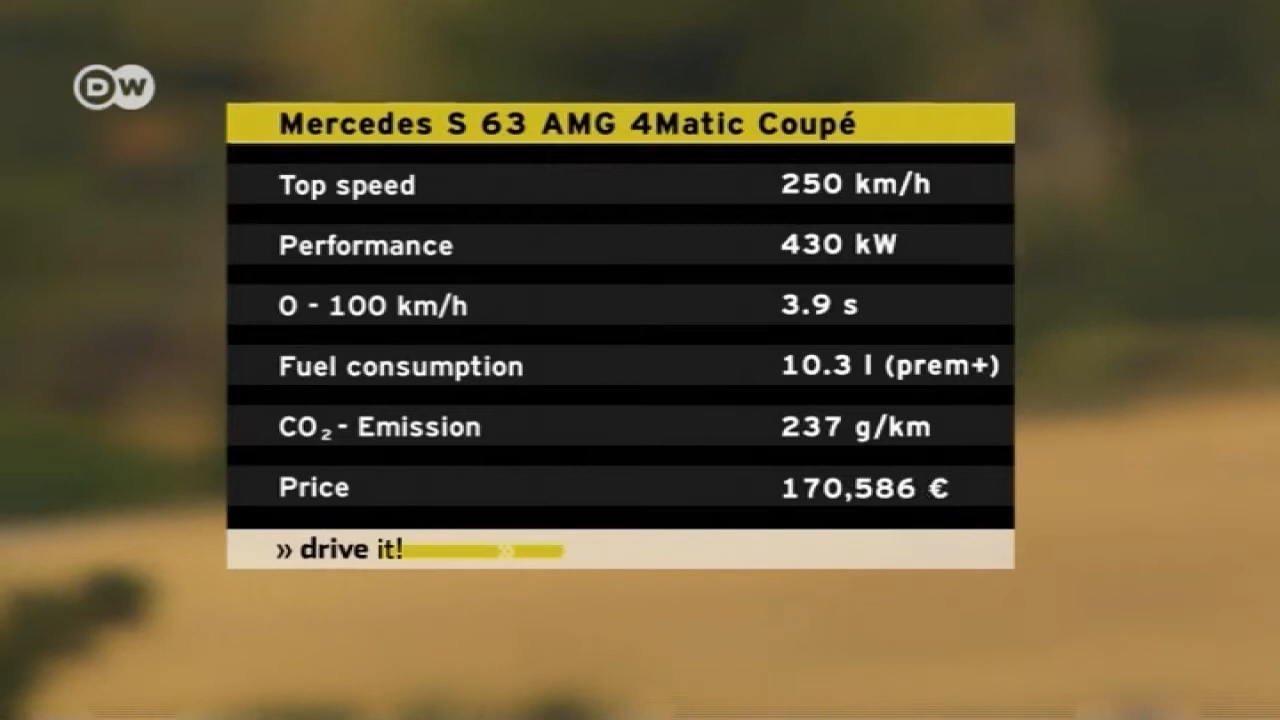 DW
Mercedes S 63 AMG 4Matic Coupé
Top speed 250 km/h
Performance 430 kW
0 - 100 km/h 3.9 s
Fuel consumption 10.3 l (prem+)
CO₂- Emission 237 g/km
Price 170,586 €
» drive it! »